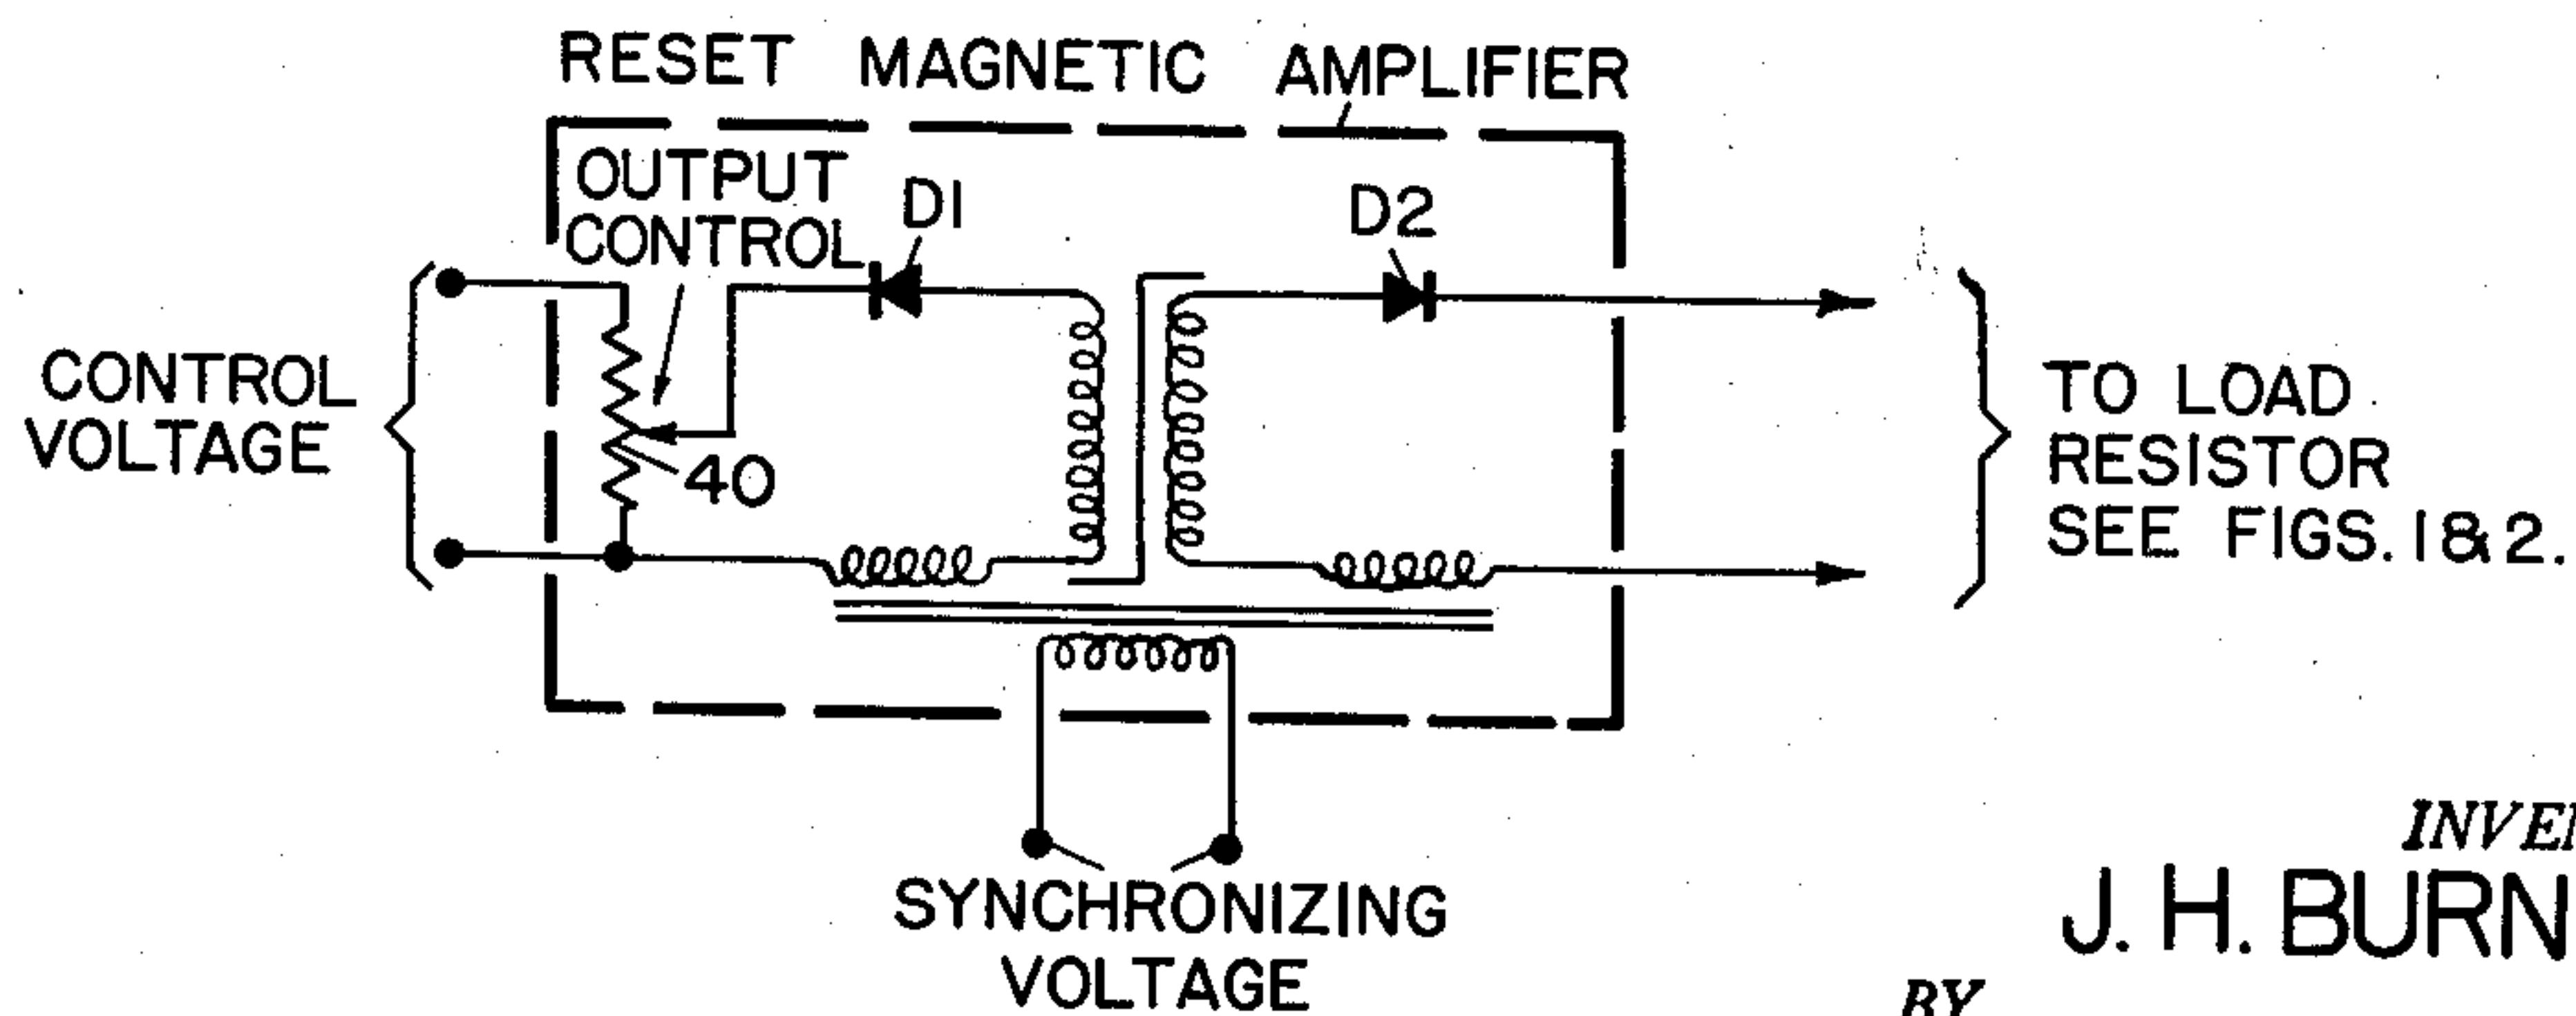 RESET MAGNETIC AMPLIFIER
OUTPUT
CONTROL
D1
D2
CONTROL
VOLTAGE
40
TO LOAD
RESISTOR
SEE FIGS. 1&2.
SYNCHRONIZING
VOLTAGE
J. H. BURN
BY